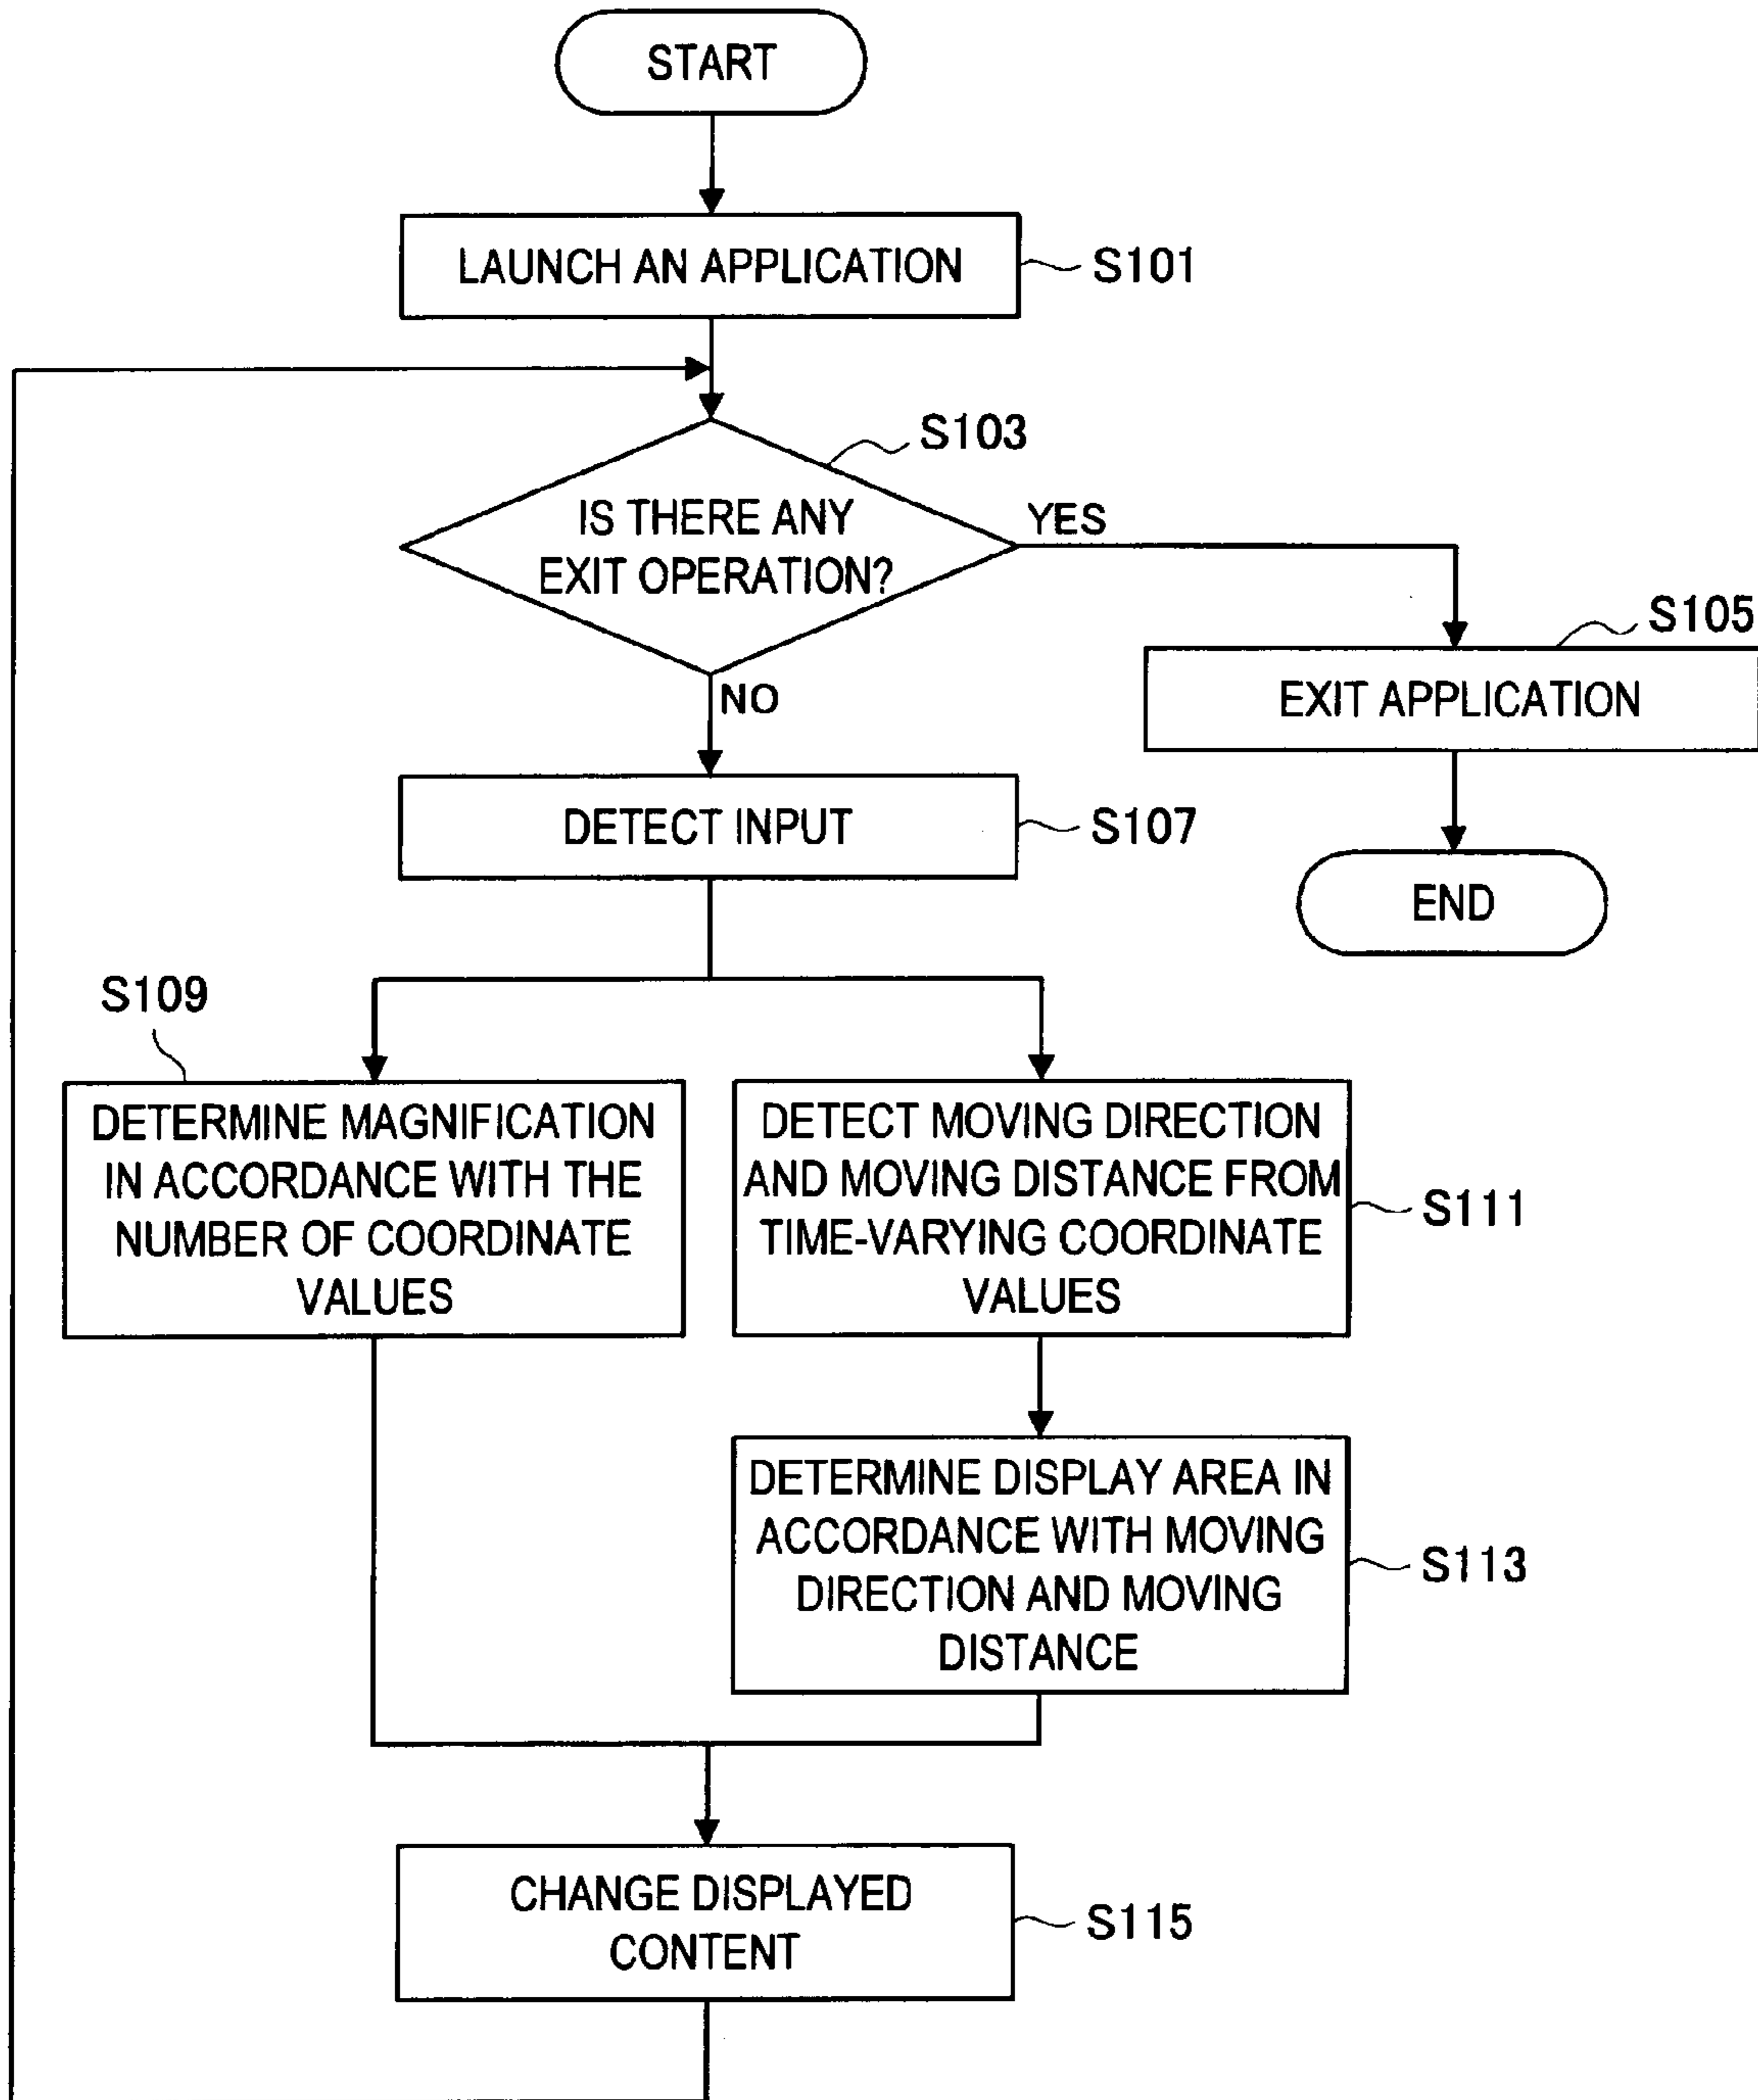 START
LAUNCH AN APPLICATION
S101
S103
IS THERE ANY
EXIT OPERATION?
YES
NO
S105
EXIT APPLICATION
END
DETECT INPUT
S107
S109
DETERMINE MAGNIFICATION
IN ACCORDANCE WITH THE
NUMBER OF COORDINATE
VALUES
DETECT MOVING DIRECTION
AND MOVING DISTANCE FROM
TIME-VARYING COORDINATE
VALUES
S111
DETERMINE DISPLAY AREA IN
ACCORDANCE WITH MOVING
DIRECTION AND MOVING
DISTANCE
S113
CHANGE DISPLAYED
CONTENT
S115